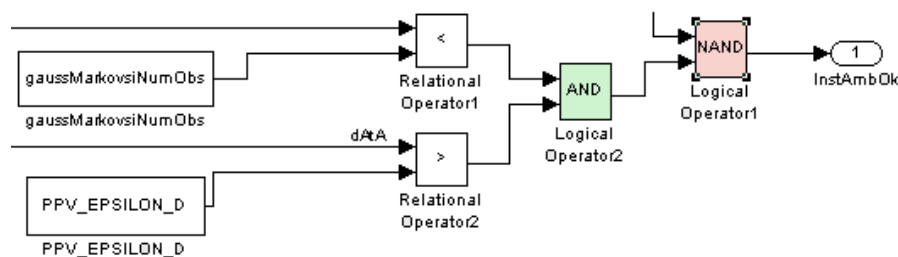 gaussMarkovsiNumObs
gaussMarkovsiNumObs
<
Relational
Operator1
AND
Logical
Operator2
NAND
Logical
Operator1
1
InstAmbOk
dAtA
PPV_EPSILON_D
PPV_EPSILON_D
>
Relational
Operator2